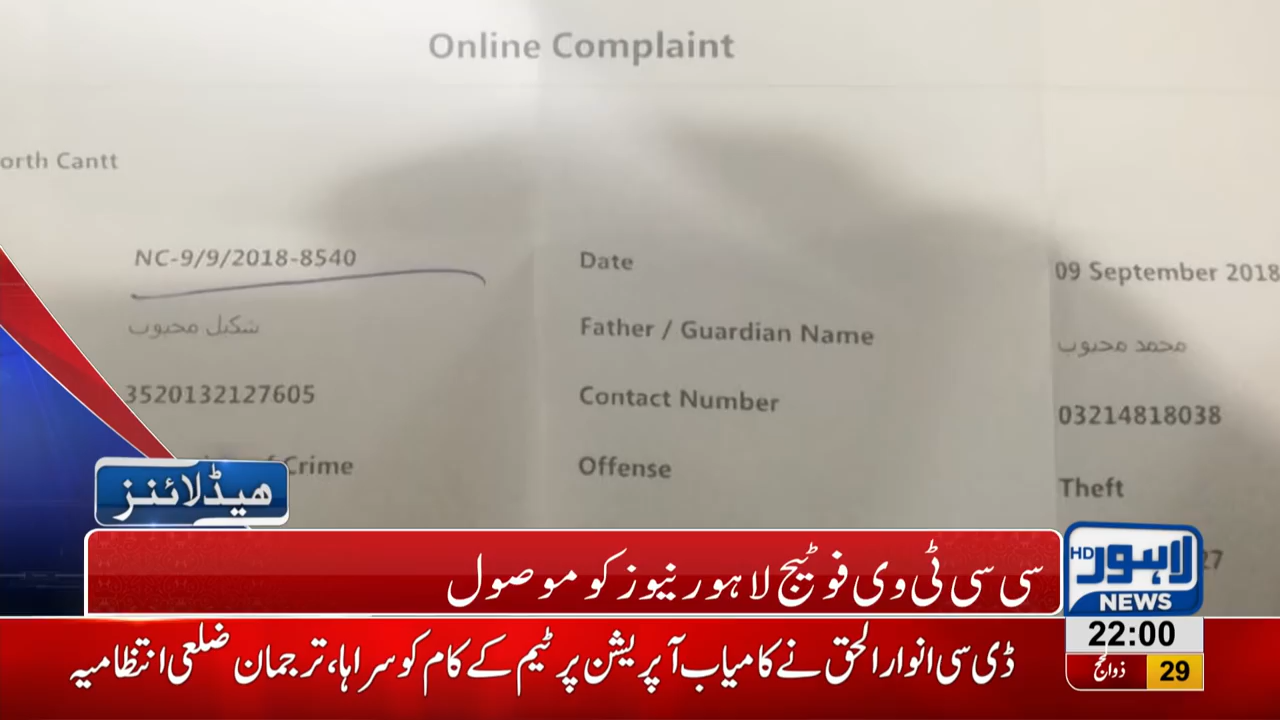 Online Complaint
orth Cantt
NC-9/9/2018-8540 Date 09 September 2018
شکیل محبوب Father / Guardian Name محمد محبوب
3520132127605 Contact Number 03214818038
Crime Offense Theft
27
ہیڈلائنز
سی سی ٹی وی فوٹیج لاہور نیوز کو موصول
HD لاہور
NEWS
22:00
ڈی سی انوار الحق نے کامیاب آپریشن پر ٹیم کے کام کو سراہا، ترجمان ضلعی انتظامیہ
29 ذوالحج